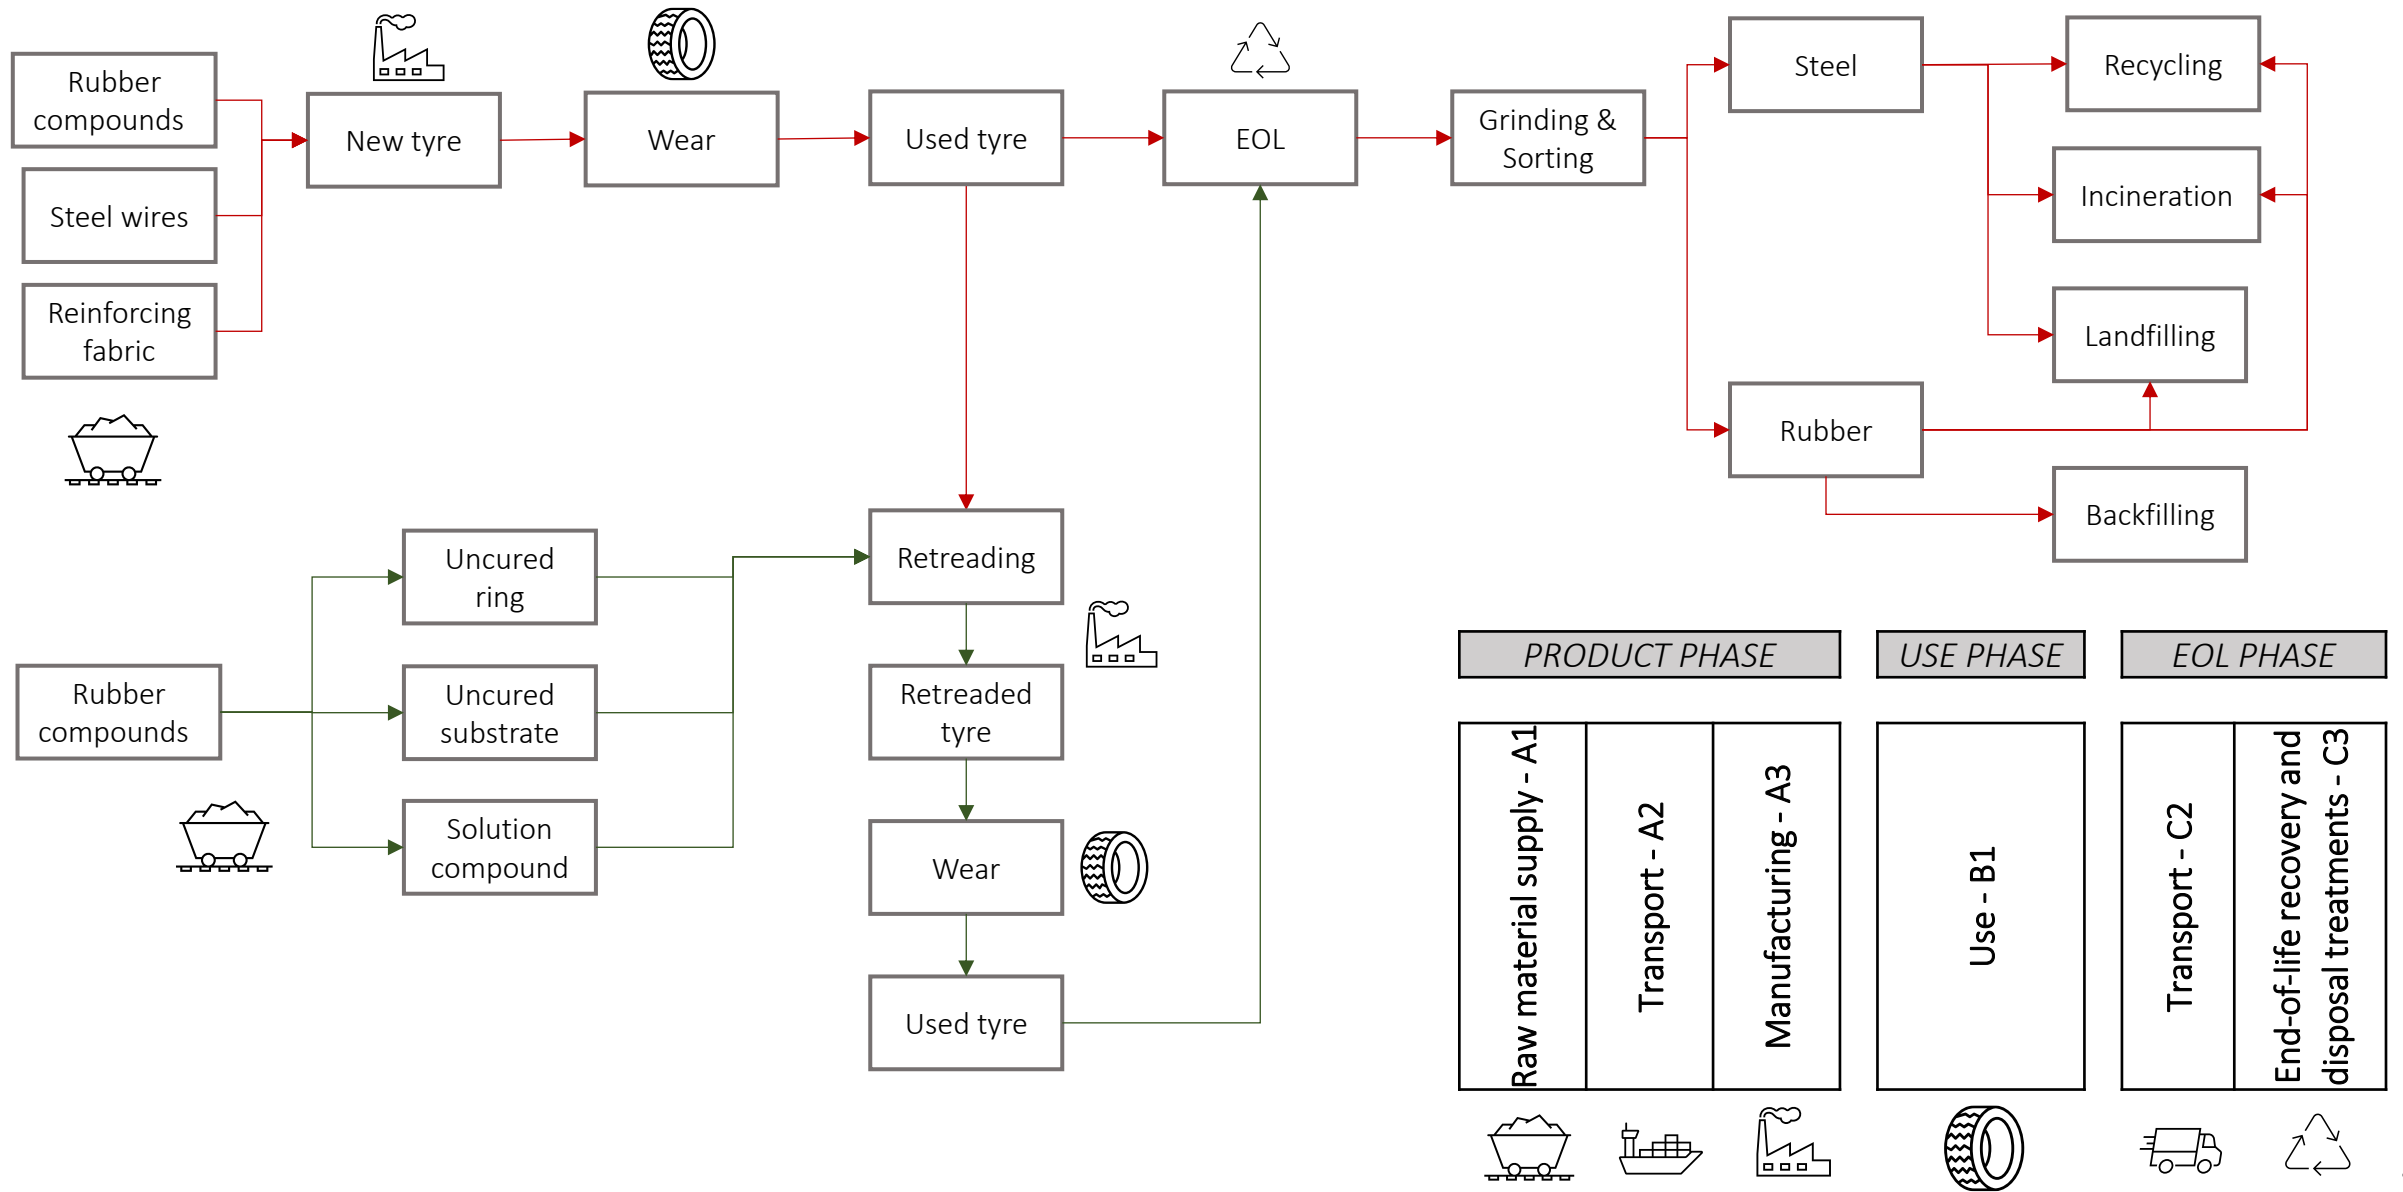 Rubber
compounds
Steel wires
Reinforcing
fabric
New tyre
Wear
Used tyre
EOL
Grinding &
Sorting
Steel
Rubber
Recycling
Incineration
Landfilling
Backfilling
Rubber
compounds
Uncured
ring
Uncured
substrate
Solution
compound
Retreading
Retreaded
tyre
Wear
Used tyre
PRODUCT PHASE
USE PHASE
EOL PHASE
Raw material supply - A1
Transport - A2
Manufacturing - A3
Use - B1
Transport - C2
End-of-life recovery and
disposal treatments - C3